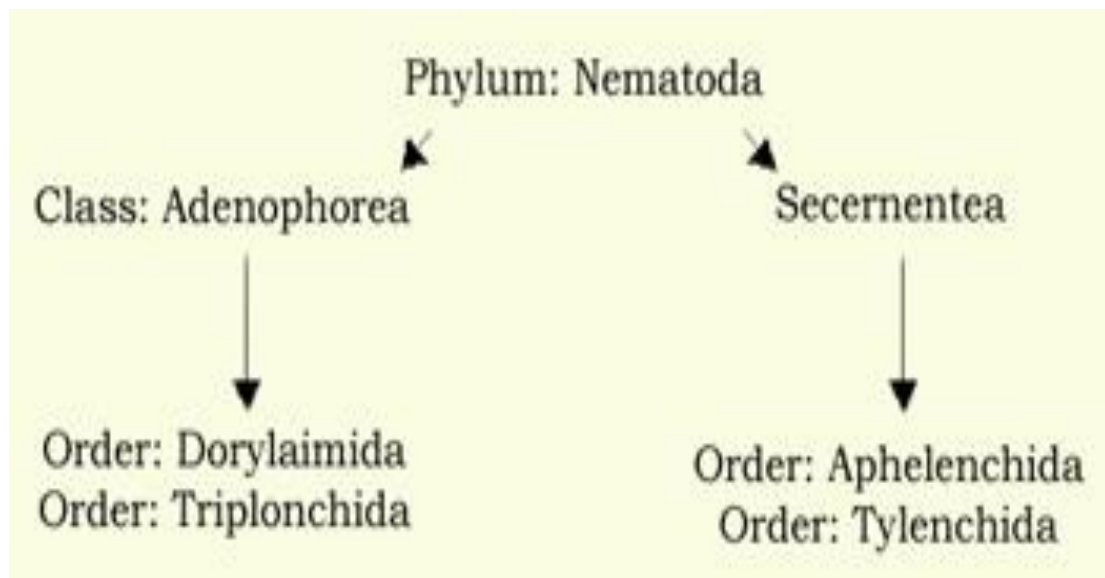 Phylum: Nematoda
Class: Adenophorea
Secernentea
Order: Dorylaimida
Order: Triplonchida
Order: Aphelenchida
Order: Tylenchida